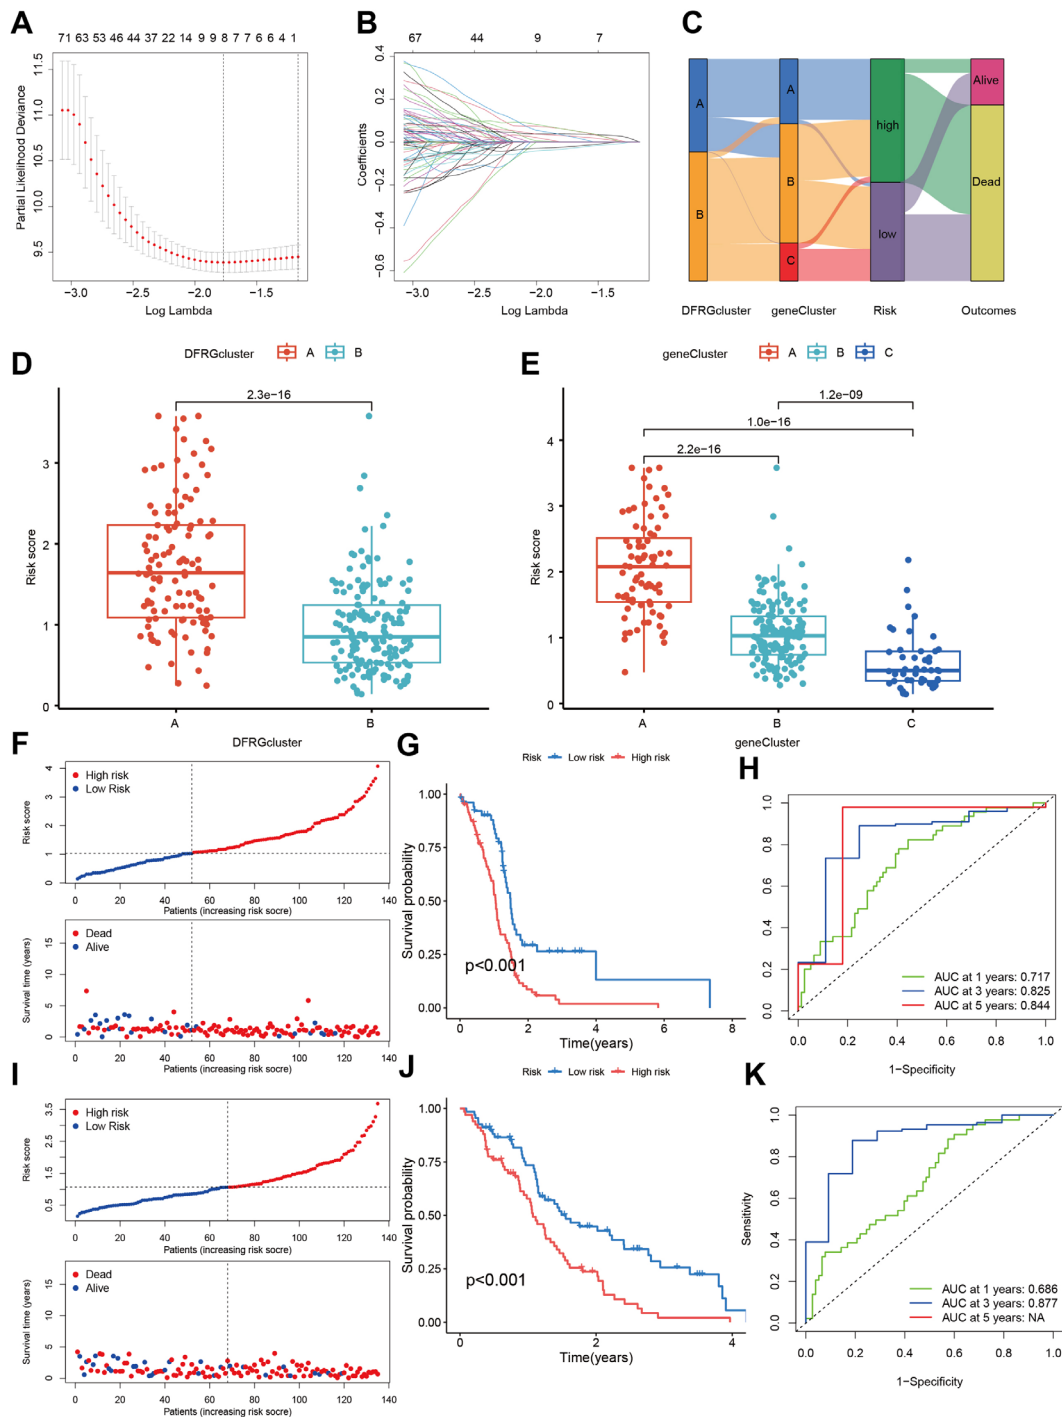 A
71 63 53 46 44 37 22 14 9 9 8 7 7 6 6 4 1
11.5
11.0
10.5
10.0
9.5
Partial Likelihood Deviance
−3.0 −2.5 −2.0 −1.5
Log Lambda
B
67 44 9 7
0.4
0.2
0.0
−0.2
−0.4
−0.6
Coefficients
−3.0 −2.5 −2.0 −1.5
Log Lambda
C
A
B
A
B
C
high
low
Alive
Dead
DFRGcluster geneCluster Risk Outcomes
D
DFRGcluster A B
2.3e−16
3
2
1
0
Risk score
A B
DFRGcluster
E
geneCluster A B C
1.2e−09
1.0e−16
2.2e−16
4
3
2
1
0
Risk score
A B C
geneCluster
F
High risk
Low Risk
4
3
2
1
0
Risk score
0 20 40 60 80 100 120 140
Patients (increasing risk socre)
Dead
Alive
15
10
5
0
Survival time (years)
0 20 40 60 80 100 120 140
Patients (increasing risk socre)
G
Risk Low risk High risk
1.00
0.75
0.50
0.25
0.00
Survival probability
p<0.001
0 2 4 6 8
Time(years)
H
1.0
0.8
0.6
0.4
0.2
0.0
AUC at 1 years: 0.717
AUC at 3 years: 0.825
AUC at 5 years: 0.844
0.0 0.2 0.4 0.6 0.8 1.0
1−Specificity
I
High risk
Low Risk
3.5
2.5
1.5
0.5
Risk score
0 20 40 60 80 100 120 140
Patients (increasing risk socre)
Dead
Alive
15
10
5
0
Survival time (years)
0 20 40 60 80 100 120 140
Patients (increasing risk socre)
J
Risk Low risk High risk
1.00
0.75
0.50
0.25
0.00
Survival probability
p<0.001
0 2 4
Time(years)
K
1.0
0.8
0.6
0.4
0.2
0.0
Sensitivity
AUC at 1 years: 0.686
AUC at 3 years: 0.877
AUC at 5 years: NA
0.0 0.2 0.4 0.6 0.8 1.0
1−Specificity